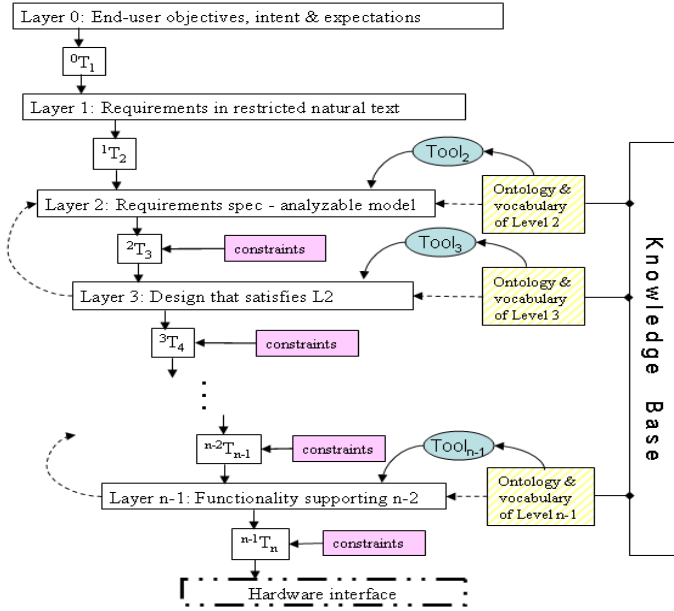 Layer 0: End-user objectives, intent & expectations
⁰T₁
Layer 1: Requirements in restricted natural text
¹T₂
Tool₂
Layer 2: Requirements spec - analyzable model
Ontology &
vocabulary
of Level 2
²T₃
constraints
Tool₃
Layer 3: Design that satisfies L2
Ontology &
vocabulary
of Level 3
³T₄
constraints
⋮
ⁿ⁻²Tₙ₋₁
constraints
Toolₙ₋₁
Layer n-1: Functionality supporting n-2
Ontology &
vocabulary
of Level n-1
ⁿ⁻¹Tₙ
constraints
Hardware interface
Knowledge Base